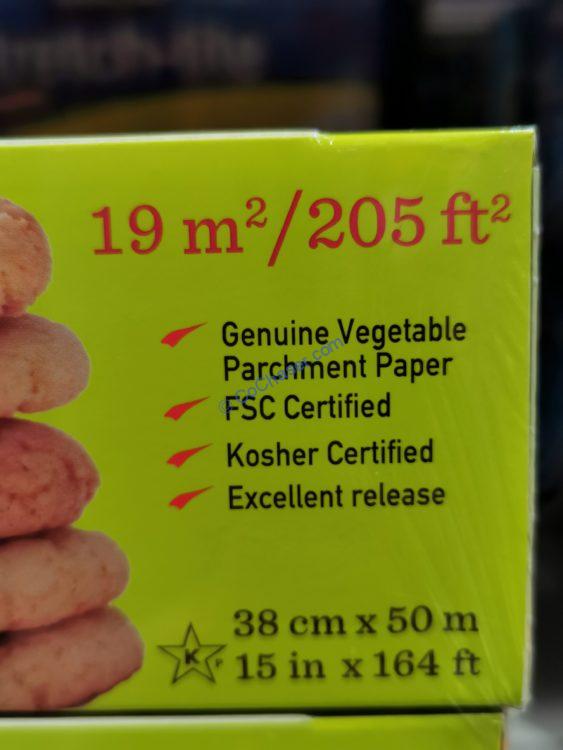 19 m²/205 ft²
Genuine Vegetable
Parchment Paper
FSC Certified
Kosher Certified
Excellent release
38 cm x 50 m
K P
15 in x 164 ft